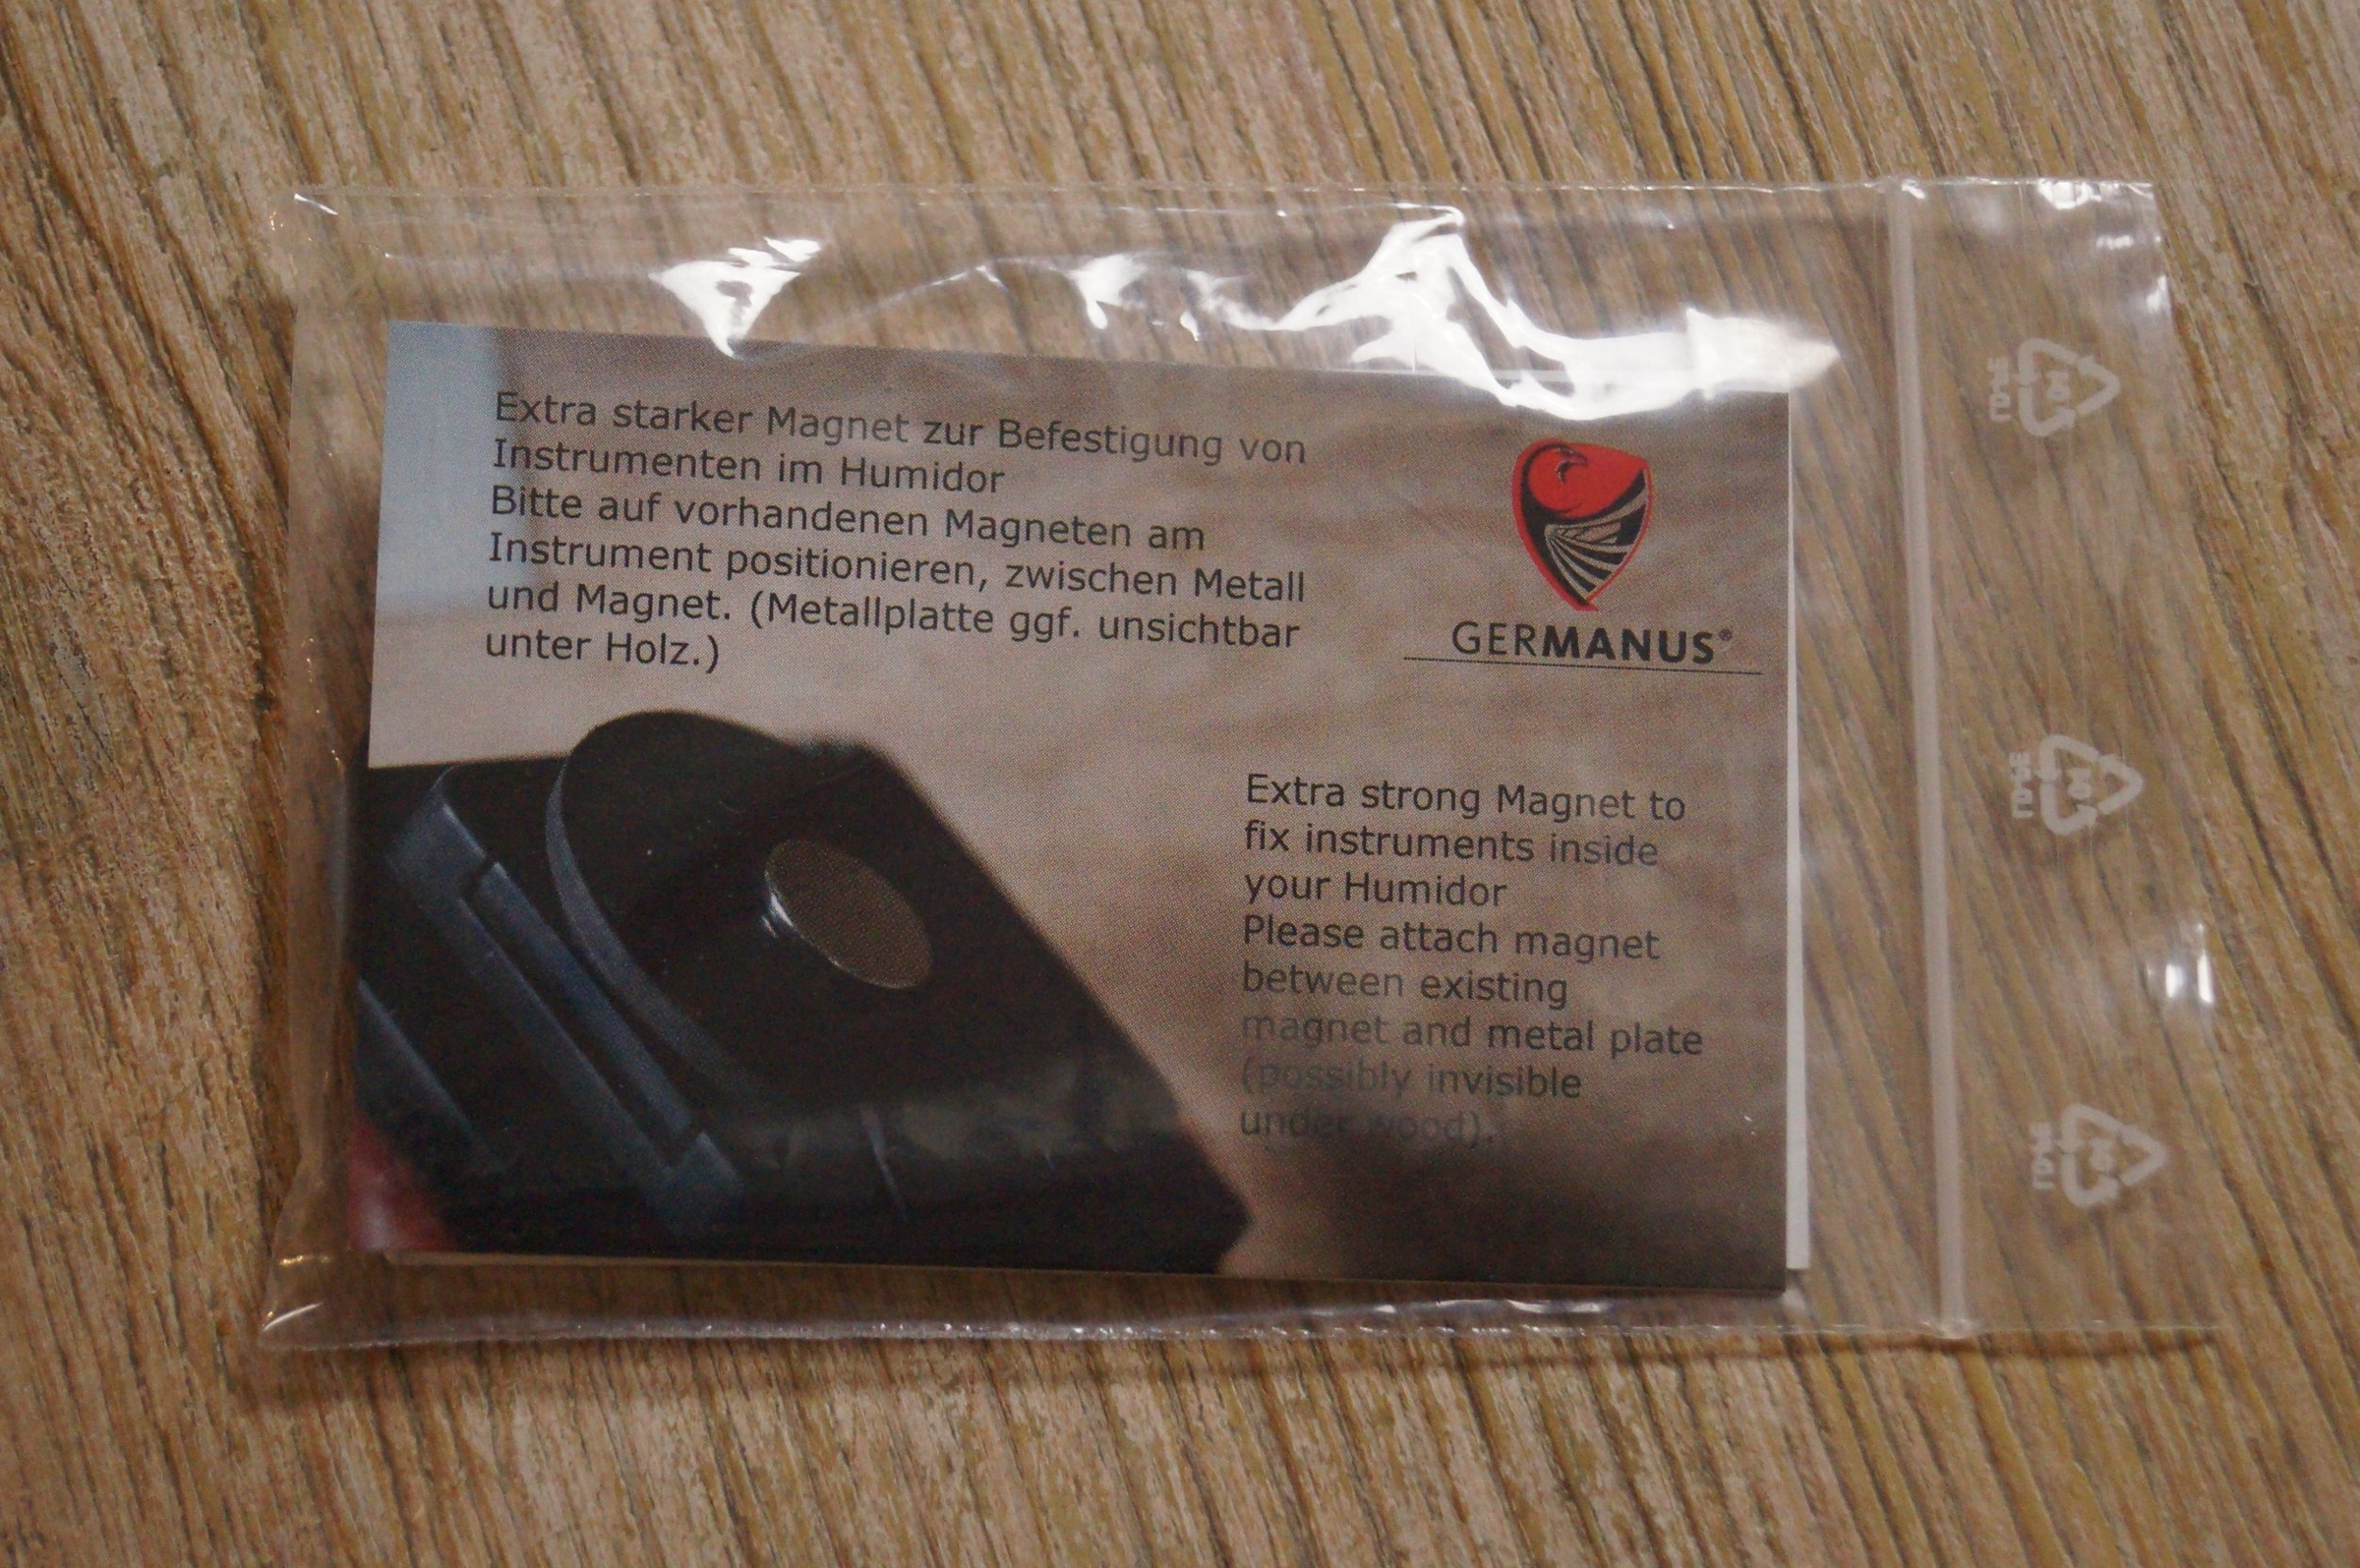 Extra starker Magnet zur Befestigung von
Instrumenten im Humidor
Bitte auf vorhandenen Magneten am
Instrument positionieren, zwischen Metall
und Magnet. (Metallplatte ggf. unsichtbar
unter Holz.)
GERMANUS®
Extra strong Magnet to
fix instruments inside
your Humidor
Please attach magnet
between existing
magnet and metal plate
(possibly invisible
under wood).